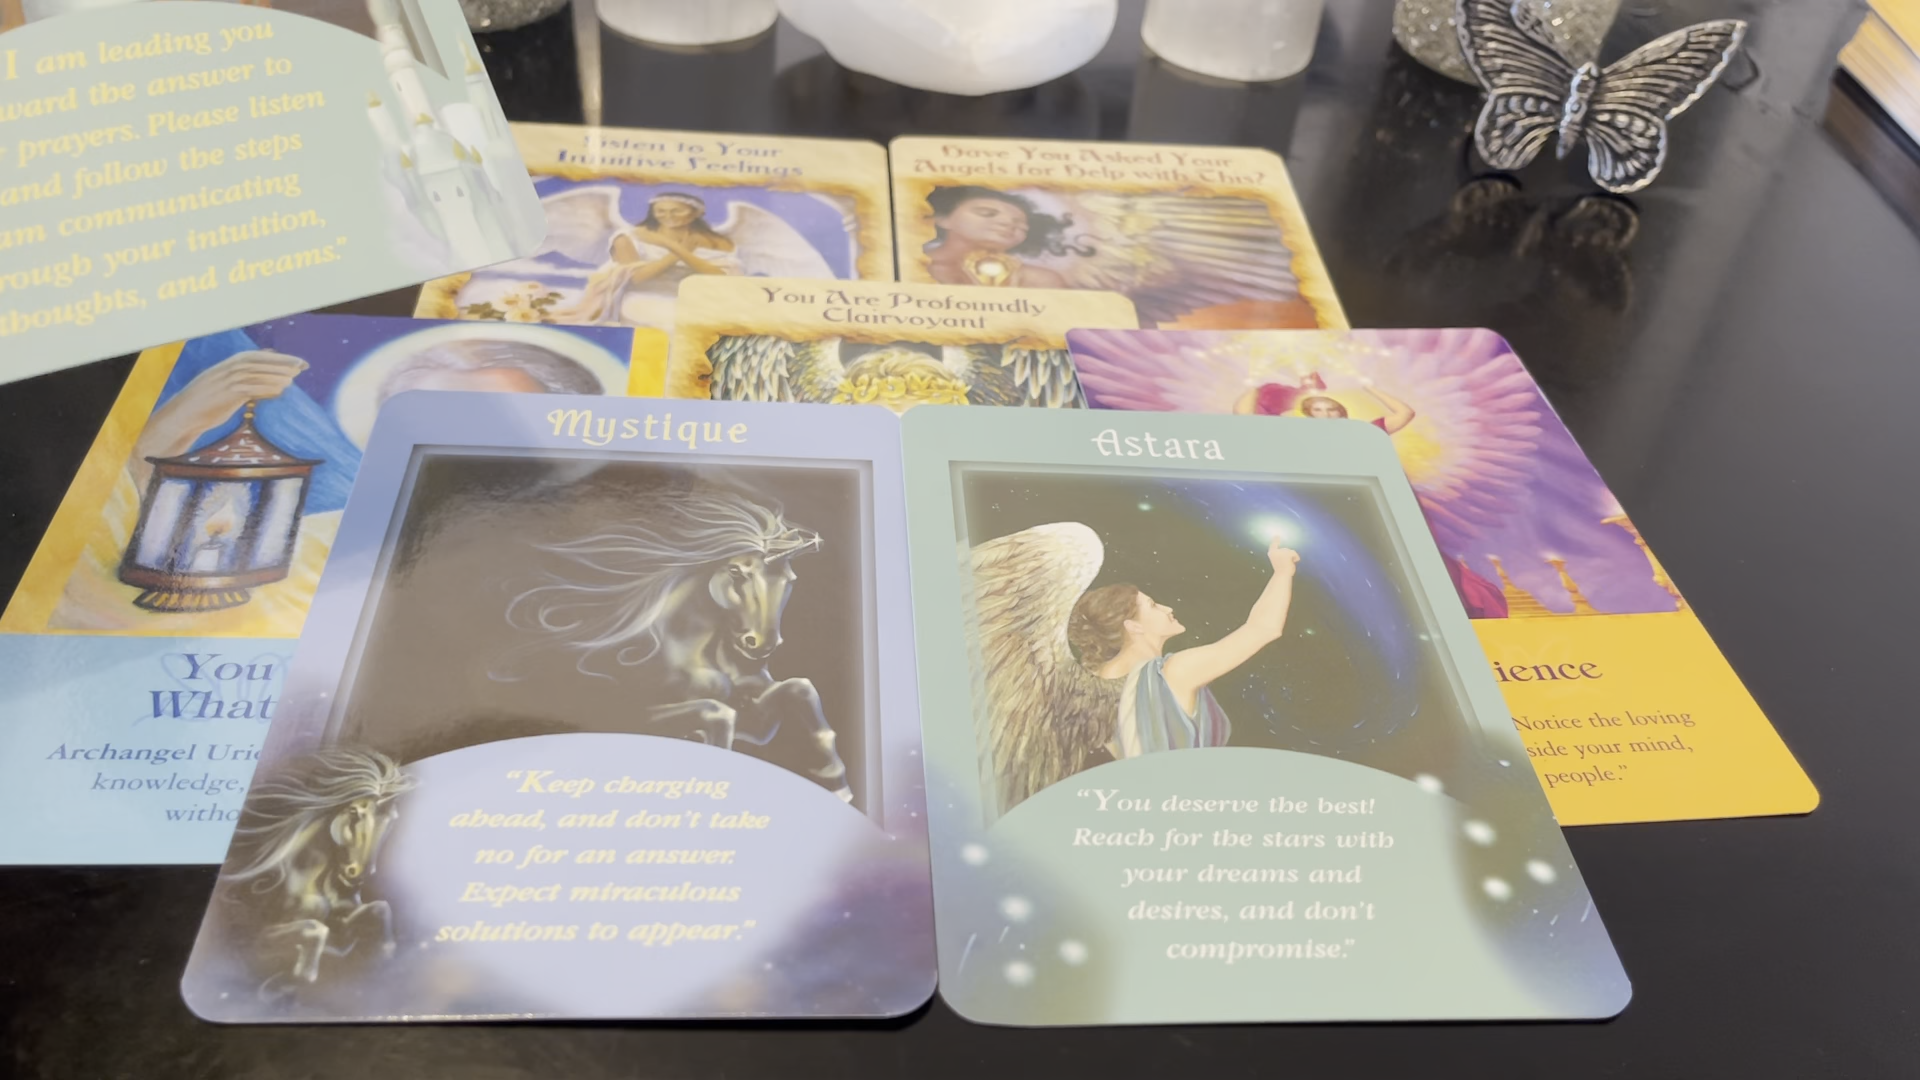 I am leading you
ward the answer to
prayers. Please listen
and follow the steps
am communicating
rough your intuition,
thoughts, and dreams."
Listen to Your
Intuitive Feelings
Have You Asked Your
Angels for Help with This?
You Are Profoundly
Clairvoyant
You
What
Archangel Urie
knowledge,
witho
Mystique
"Keep charging
ahead, and don't take
no for an answer.
Expect miraculous
solutions to appear."
Astara
"You deserve the best!
Reach for the stars with
your dreams and
desires, and don't
compromise."
ience
Notice the loving
side your mind,
people."